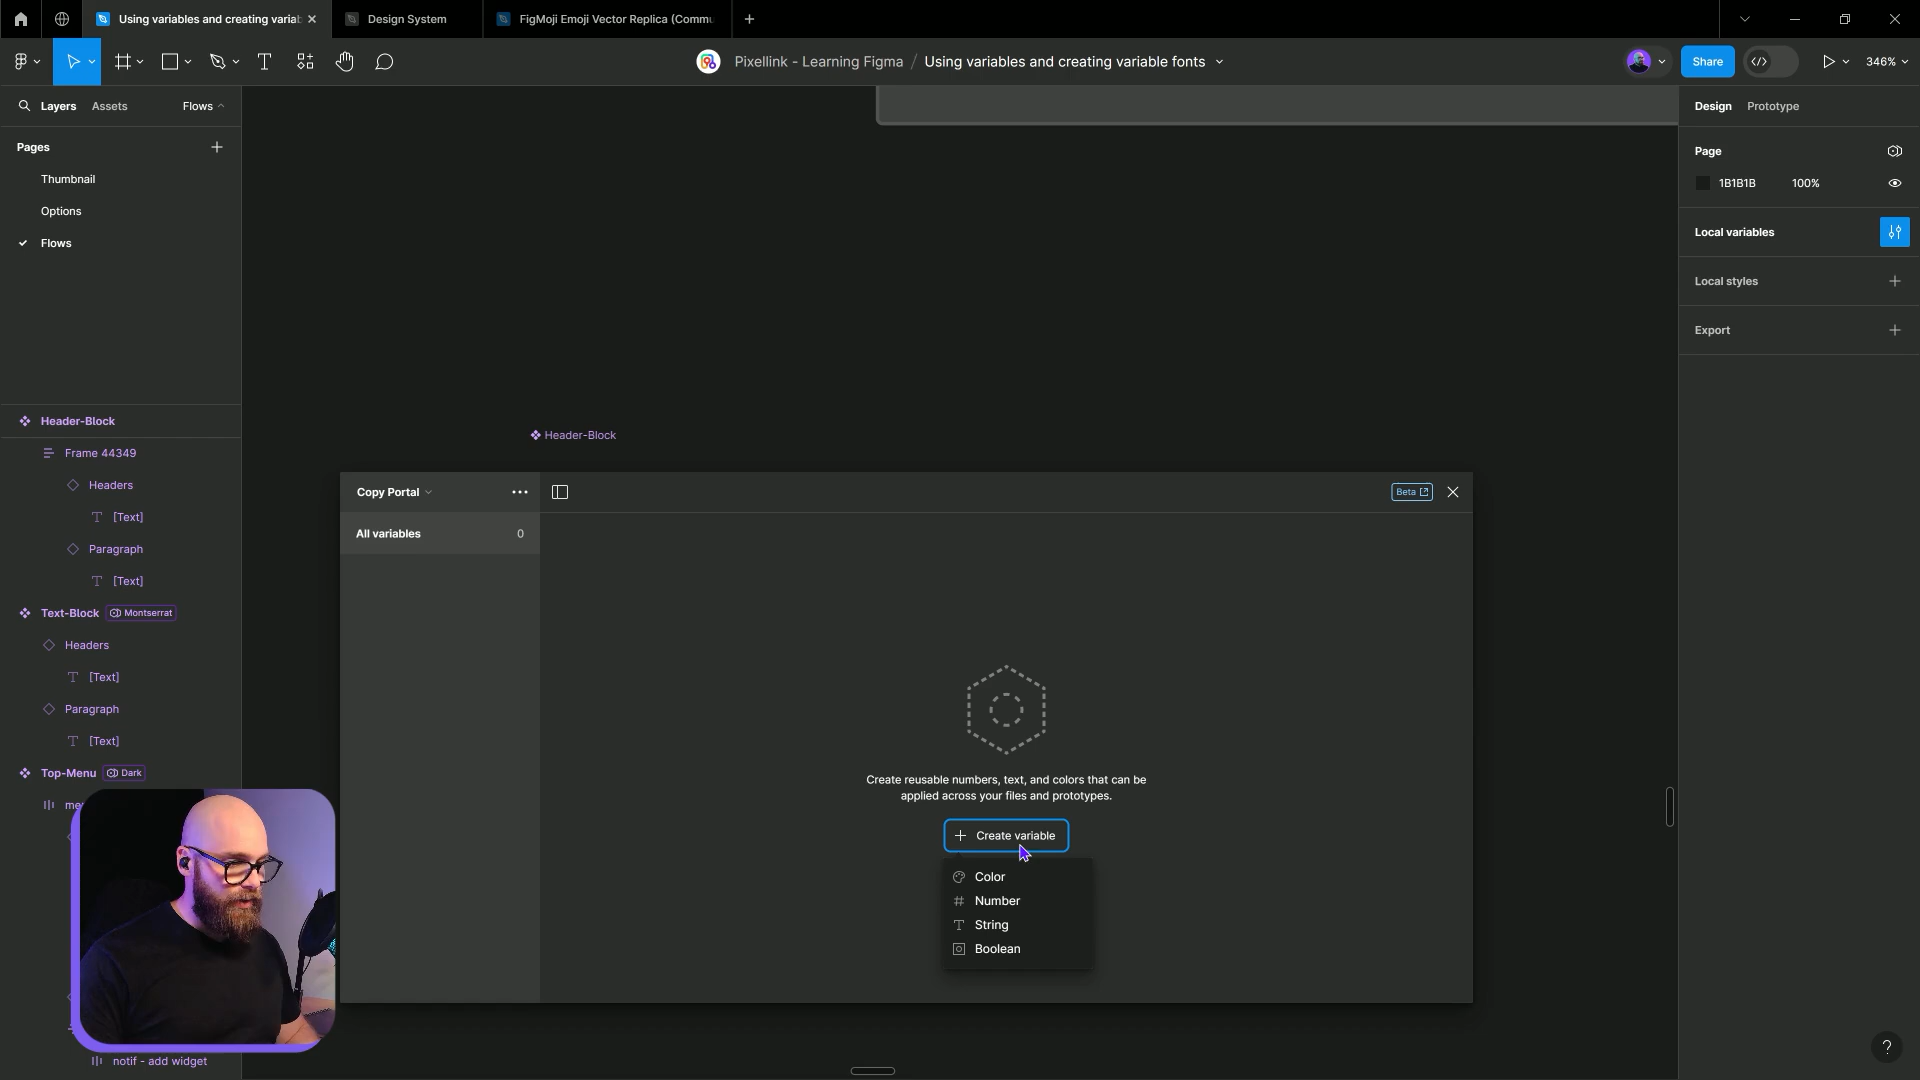 Using variables and creating varia
Design System
FigMoji Emoji Vector Replica (Commu
Pixellink - Learning Figma / Using variables and creating variable fonts
Share
346%
Layers
Assets
Flows
Pages
Thumbnail
Options
Flows
Header-Block
Frame 44349
Headers
[Text]
Paragraph
[Text]
Text-Block
Montserrat
Headers
[Text]
Paragraph
[Text]
Top-Menu
Dark
me
notif - add widget
Header-Block
Copy Portal
Beta
All variables
0
Create reusable numbers, text, and colors that can be
applied across your files and prototypes.
Create variable
Color
Number
String
Boolean
Design
Prototype
Page
1B1B1B
100%
Local variables
Local styles
Export
?